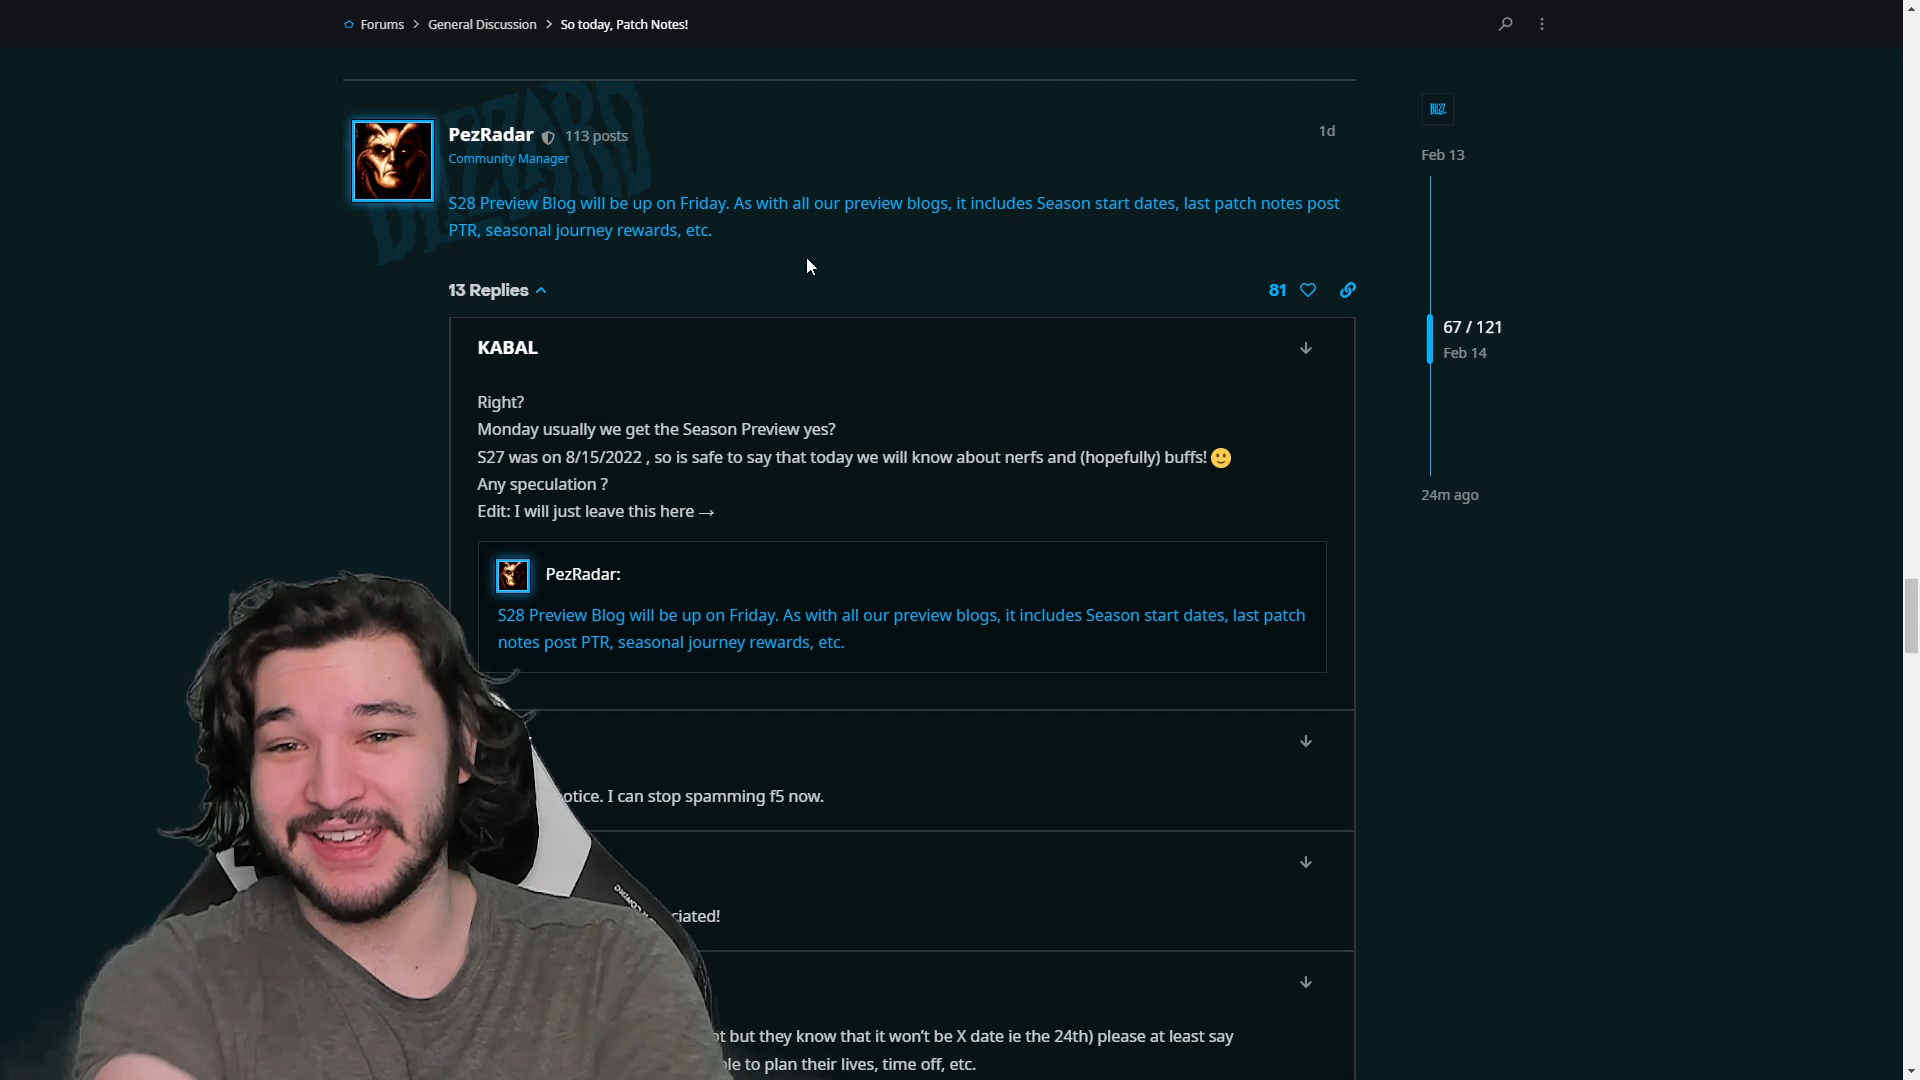 Forums > General Discussion > So today, Patch Notes!
BLIZZARD
PezRadar 113 posts
1d
Community Manager
S28 Preview Blog will be up on Friday. As with all our preview blogs, it includes Season start dates, last patch notes post
PTR, seasonal journey rewards, etc.
13 Replies
81
KABAL
Right?
Monday usually we get the Season Preview yes?
S27 was on 8/15/2022 , so is safe to say that today we will know about nerfs and (hopefully) buffs! 🙂
Any speculation ?
Edit: I will just leave this here →
PezRadar:
S28 Preview Blog will be up on Friday. As with all our preview blogs, it includes Season start dates, last patch
notes post PTR, seasonal journey rewards, etc.
otice. I can stop spamming f5 now.
ciated!
ot but they know that it won't be X date ie the 24th) please at least say
ble to plan their lives, time off, etc.
BLIZZ
Feb 13
67 / 121
Feb 14
24m ago